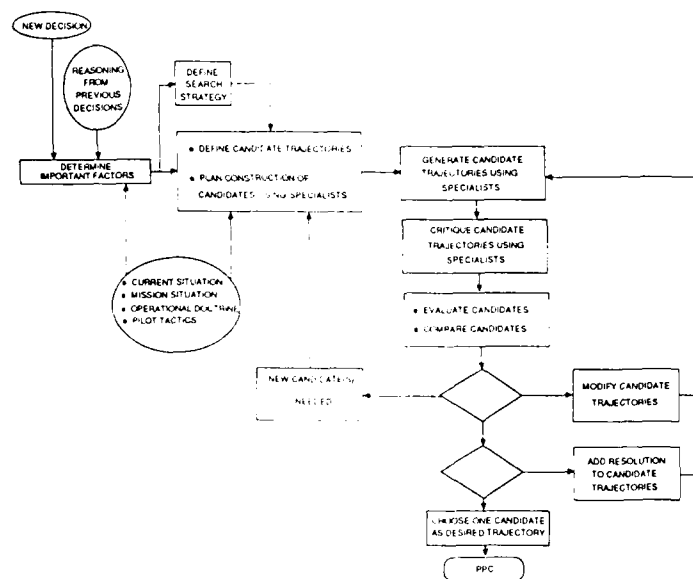 NEW DECISION
REASONING
FROM
PREVIOUS
DECISIONS
DEFINE
SEARCH
STRATEGY
DETERMINE
IMPORTANT FACTORS
• DEFINE CANDIDATE TRAJECTORIES
• PLAN CONSTRUCTION OF
CANDIDATES USING SPECIALISTS
GENERATE CANDIDATE
TRAJECTORIES USING
SPECIALISTS
CRITIQUE CANDIDATE
TRAJECTORIES USING
SPECIALISTS
• CURRENT SITUATION
• MISSION SITUATION
• OPERATIONAL DOCTRINE
• PILOT TACTICS
• EVALUATE CANDIDATES
• COMPARE CANDIDATES
NEW
NEEDED
MODIFY CANDIDATE
TRAJECTORIES
ADD RESOLUTION
TO CANDIDATE
TRAJECTORIES
CHOOSE ONE CANDIDATE
AS DESIRED TRAJECTORY
PPC